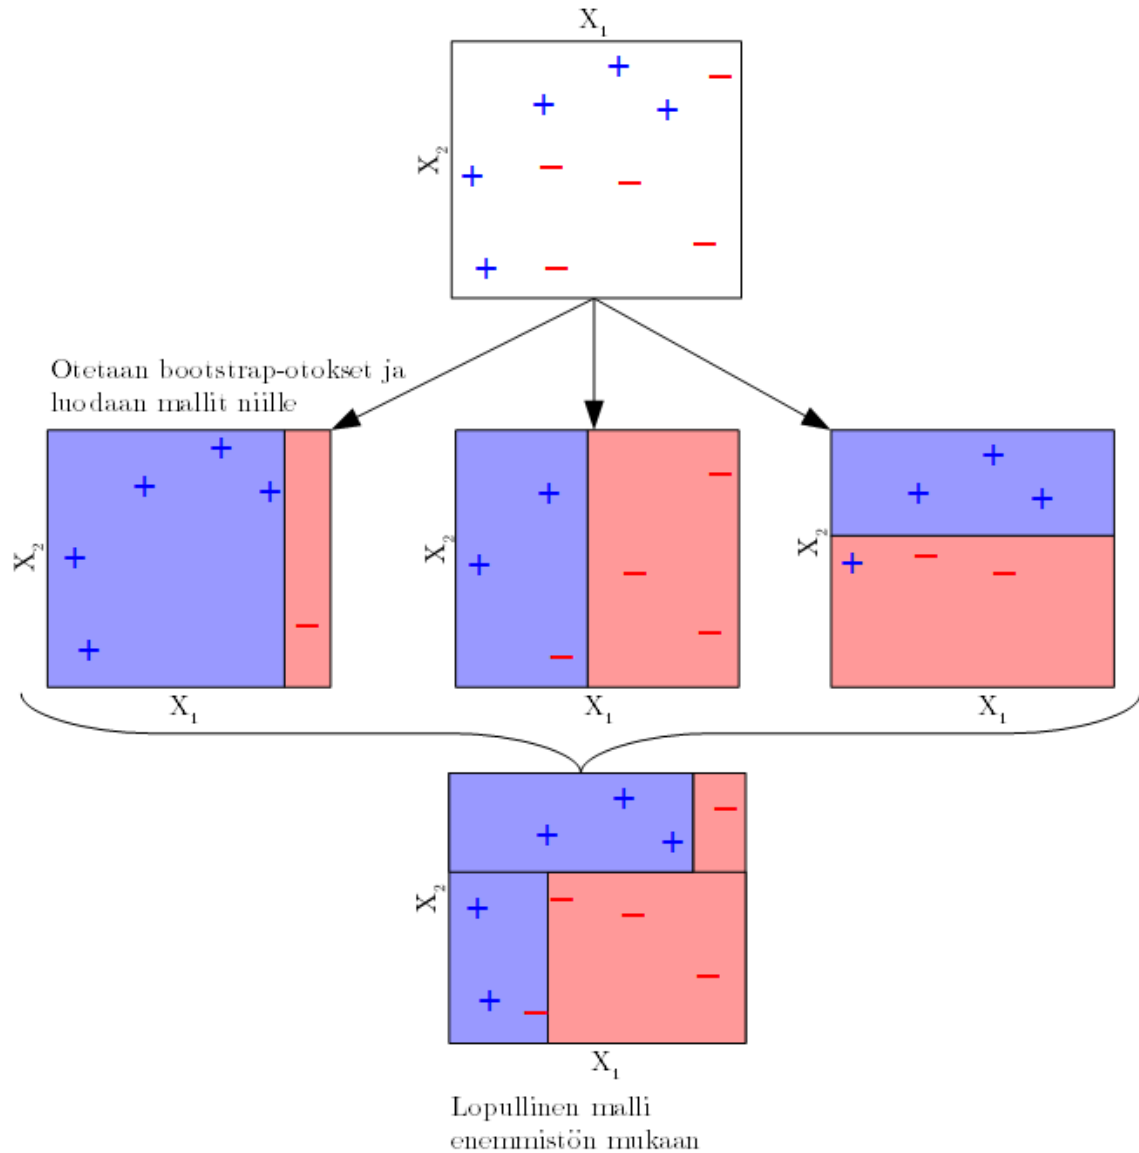 X₁
X₂
Otetaan bootstrap-otokset ja
luodaan mallit niille
X₂
X₂
X₂
X₁
X₁
X₁
X₂
X₁
Lopullinen malli
enemmistön mukaan